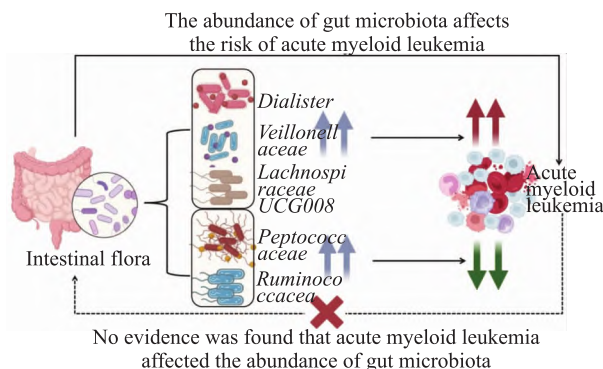 The abundance of gut microbiota affects
the risk of acute myeloid leukemia
Dialister
Veillonell
aceae
Lachnospi
raceae
UCG008
Peptococc
aceae
Ruminoco
ccacea
Intestinal flora
Acute
myeloid
leukemia
No evidence was found that acute myeloid leukemia
affected the abundance of gut microbiota